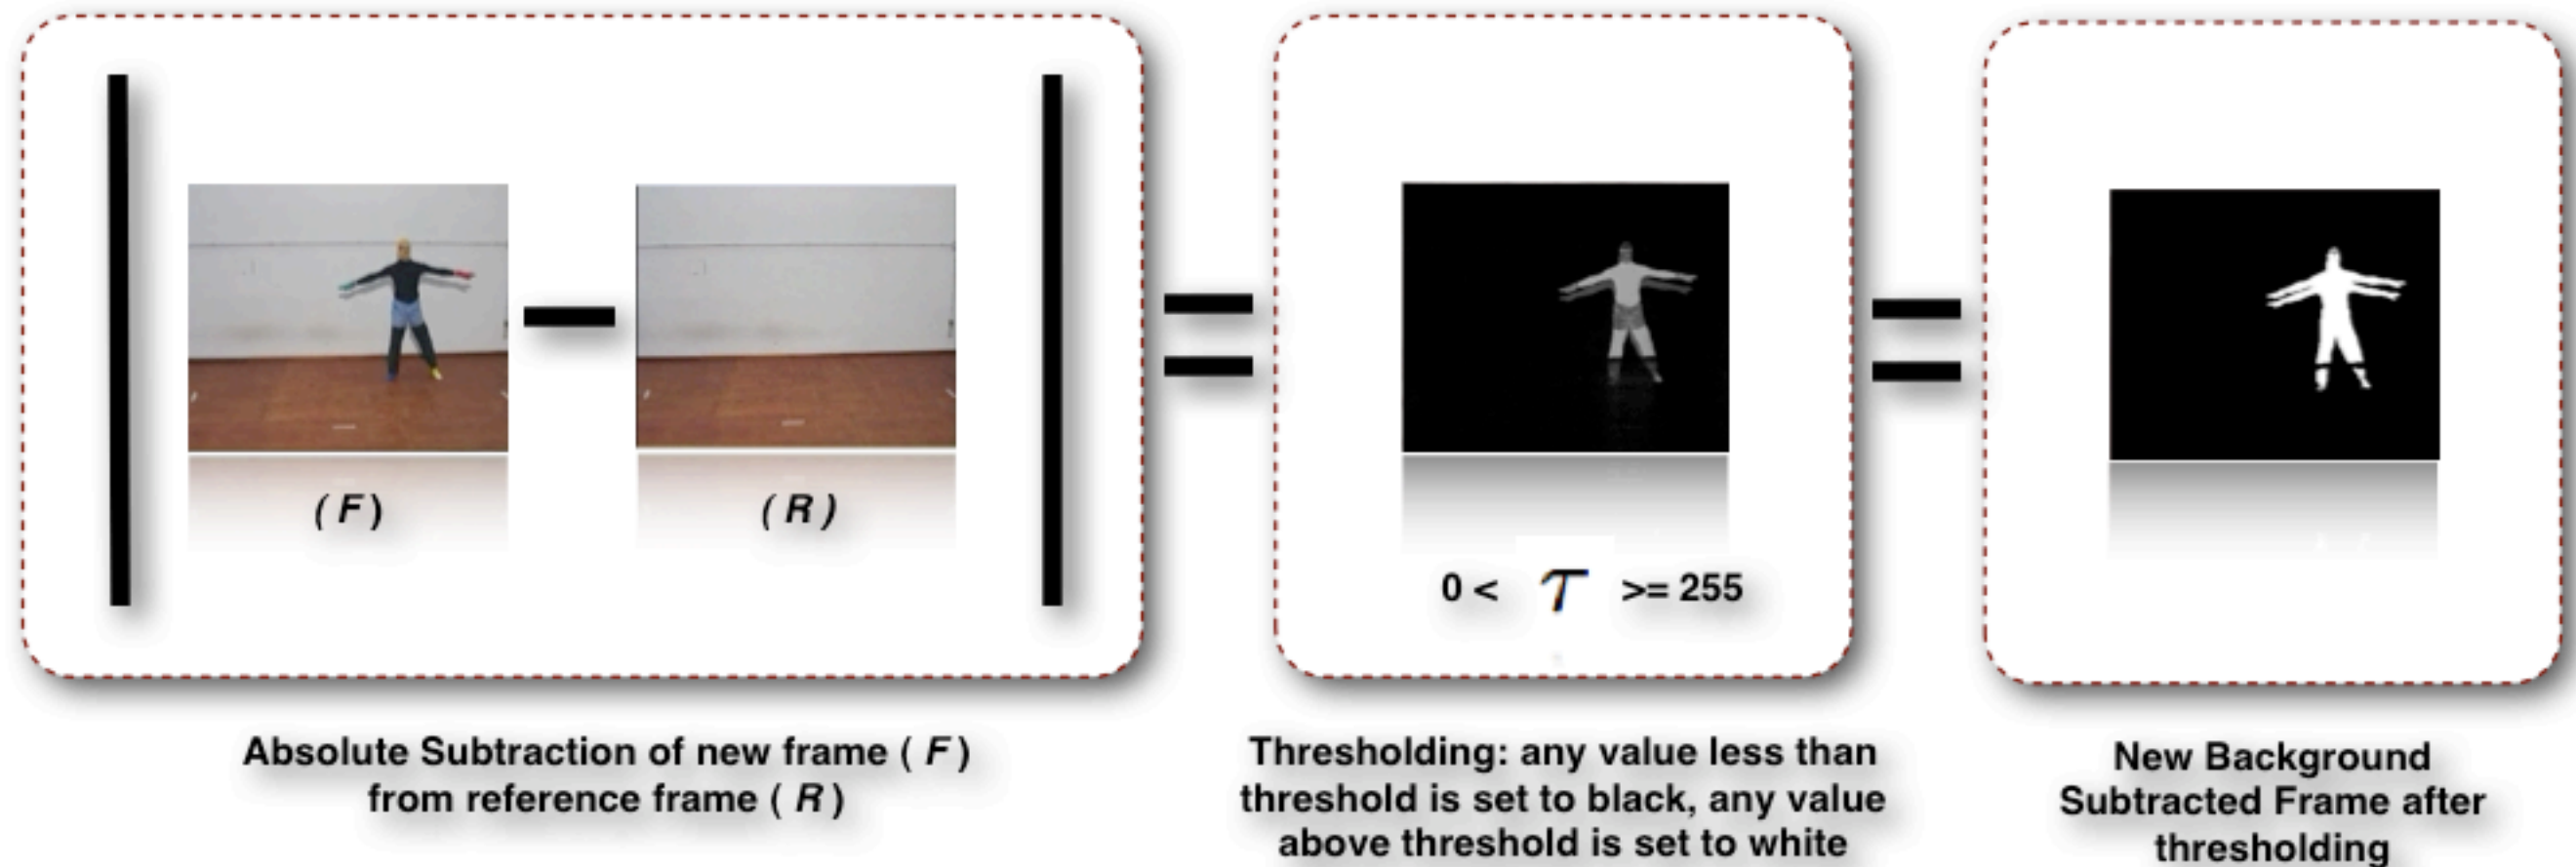 ( F )
( R )
0 < τ >= 255
Absolute Subtraction of new frame ( F )
from reference frame ( R )
Thresholding: any value less than
threshold is set to black, any value
above threshold is set to white
New Background
Subtracted Frame after
thresholding